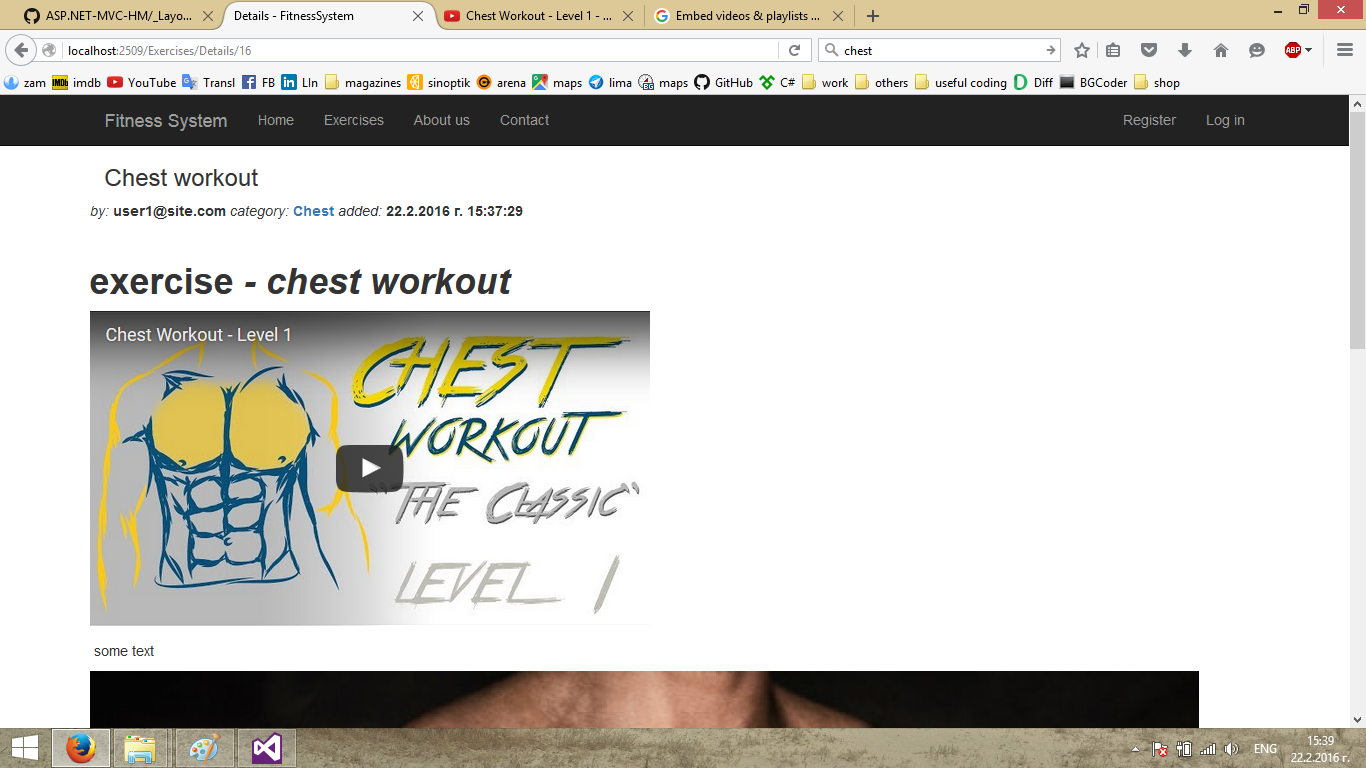 ASP.NET-MVC-HM/_Layo...
Details - FitnessSystem
Chest Workout - Level 1 - ...
Embed videos & playlists ...
localhost:2509/Exercises/Details/16
chest
ABP
zam
IMDb imdb
YouTube
Transl
FB
LIn
magazines
sinoptik
arena
maps
lima
BG maps
GitHub
C#
work
others
useful coding
Diff
BGCoder
shop
Fitness System
Home
Exercises
About us
Contact
Register
Log in
Chest workout
by: user1@site.com category: Chest added: 22.2.2016 г. 15:37:29
exercise - chest workout
Chest Workout - Level 1
CHEST
WORKOUT
"THE CLASSIC"
LEVEL 1
some text
ENG
15:39
22.2.2016 г.